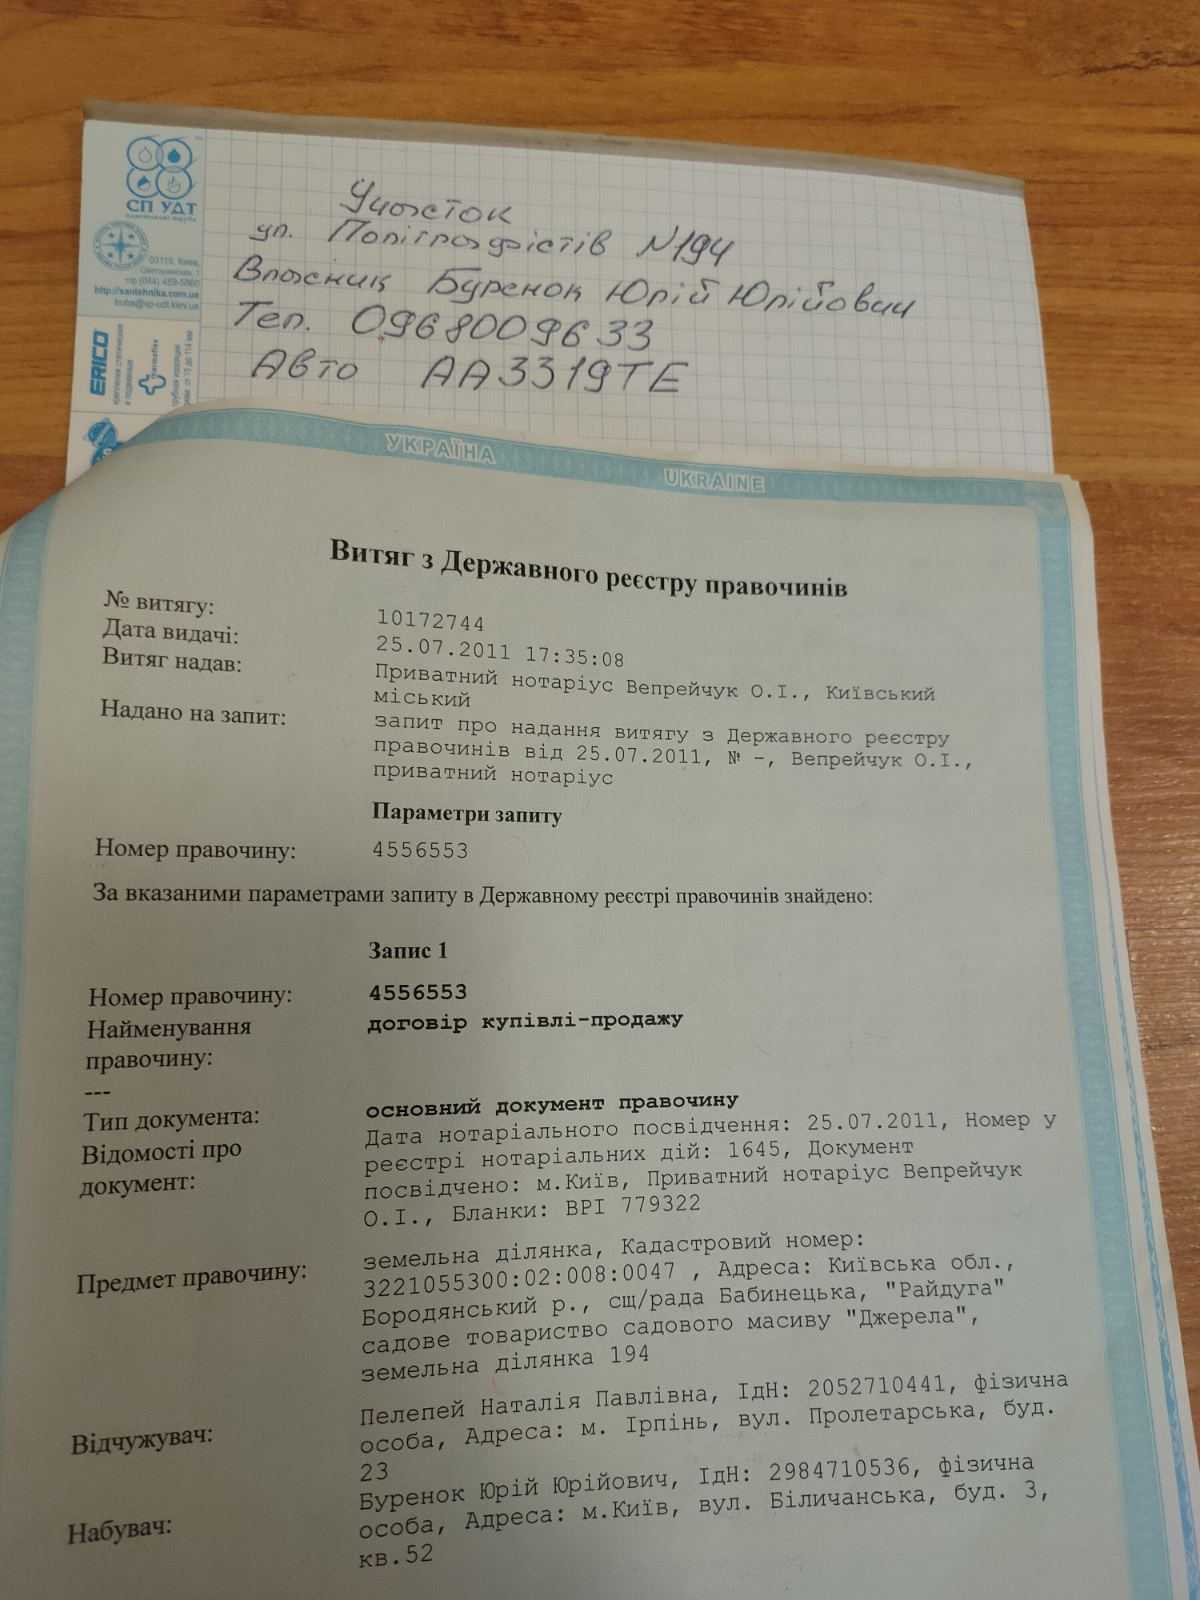 Участок
ул. Поліграфістів №194
Власник Буренок Юрій Юрійович
Тел. 0968009633
Авто АА3319ТЕ
СП УДТ
03115, Київ,
http://santehnika.com.ua
ERICO
УКРАЇНА
UKRAINE
Витяг з Державного реєстру правочинів
№ витягу: 10172744
Дата видачі: 25.07.2011 17:35:08
Витяг надав: Приватний нотаріус Вепрейчук О.І., Київський
міський
Надано на запит: запит про надання витягу з Державного реєстру
правочинів від 25.07.2011, № -, Вепрейчук О.І.,
приватний нотаріус
Параметри запиту
Номер правочину: 4556553
За вказаними параметрами запиту в Державному реєстрі правочинів знайдено:
Запис 1
Номер правочину: 4556553
Найменування договір купівлі-продажу
правочину:
---
Тип документа: основний документ правочину
Відомості про Дата нотаріального посвідчення: 25.07.2011, Номер у
документ: реєстрі нотаріальних дій: 1645, Документ
посвідчено: м.Київ, Приватний нотаріус Вепрейчук
О.І., Бланки: ВРІ 779322
Предмет правочину: земельна ділянка, Кадастровий номер:
3221055300:02:008:0047 , Адреса: Київська обл.,
Бородянський р., сщ/рада Бабинецька, "Райдуга"
садове товариство садового масиву "Джерела",
земельна ділянка 194
Відчужувач: Пелепей Наталія Павлівна, ІдН: 2052710441, фізична
особа, Адреса: м. Ірпінь, вул. Пролетарська, буд.
23
Набувач: Буренок Юрій Юрійович, ІдН: 2984710536, фізична
особа, Адреса: м.Київ, вул. Біличанська, буд. 3,
кв.52